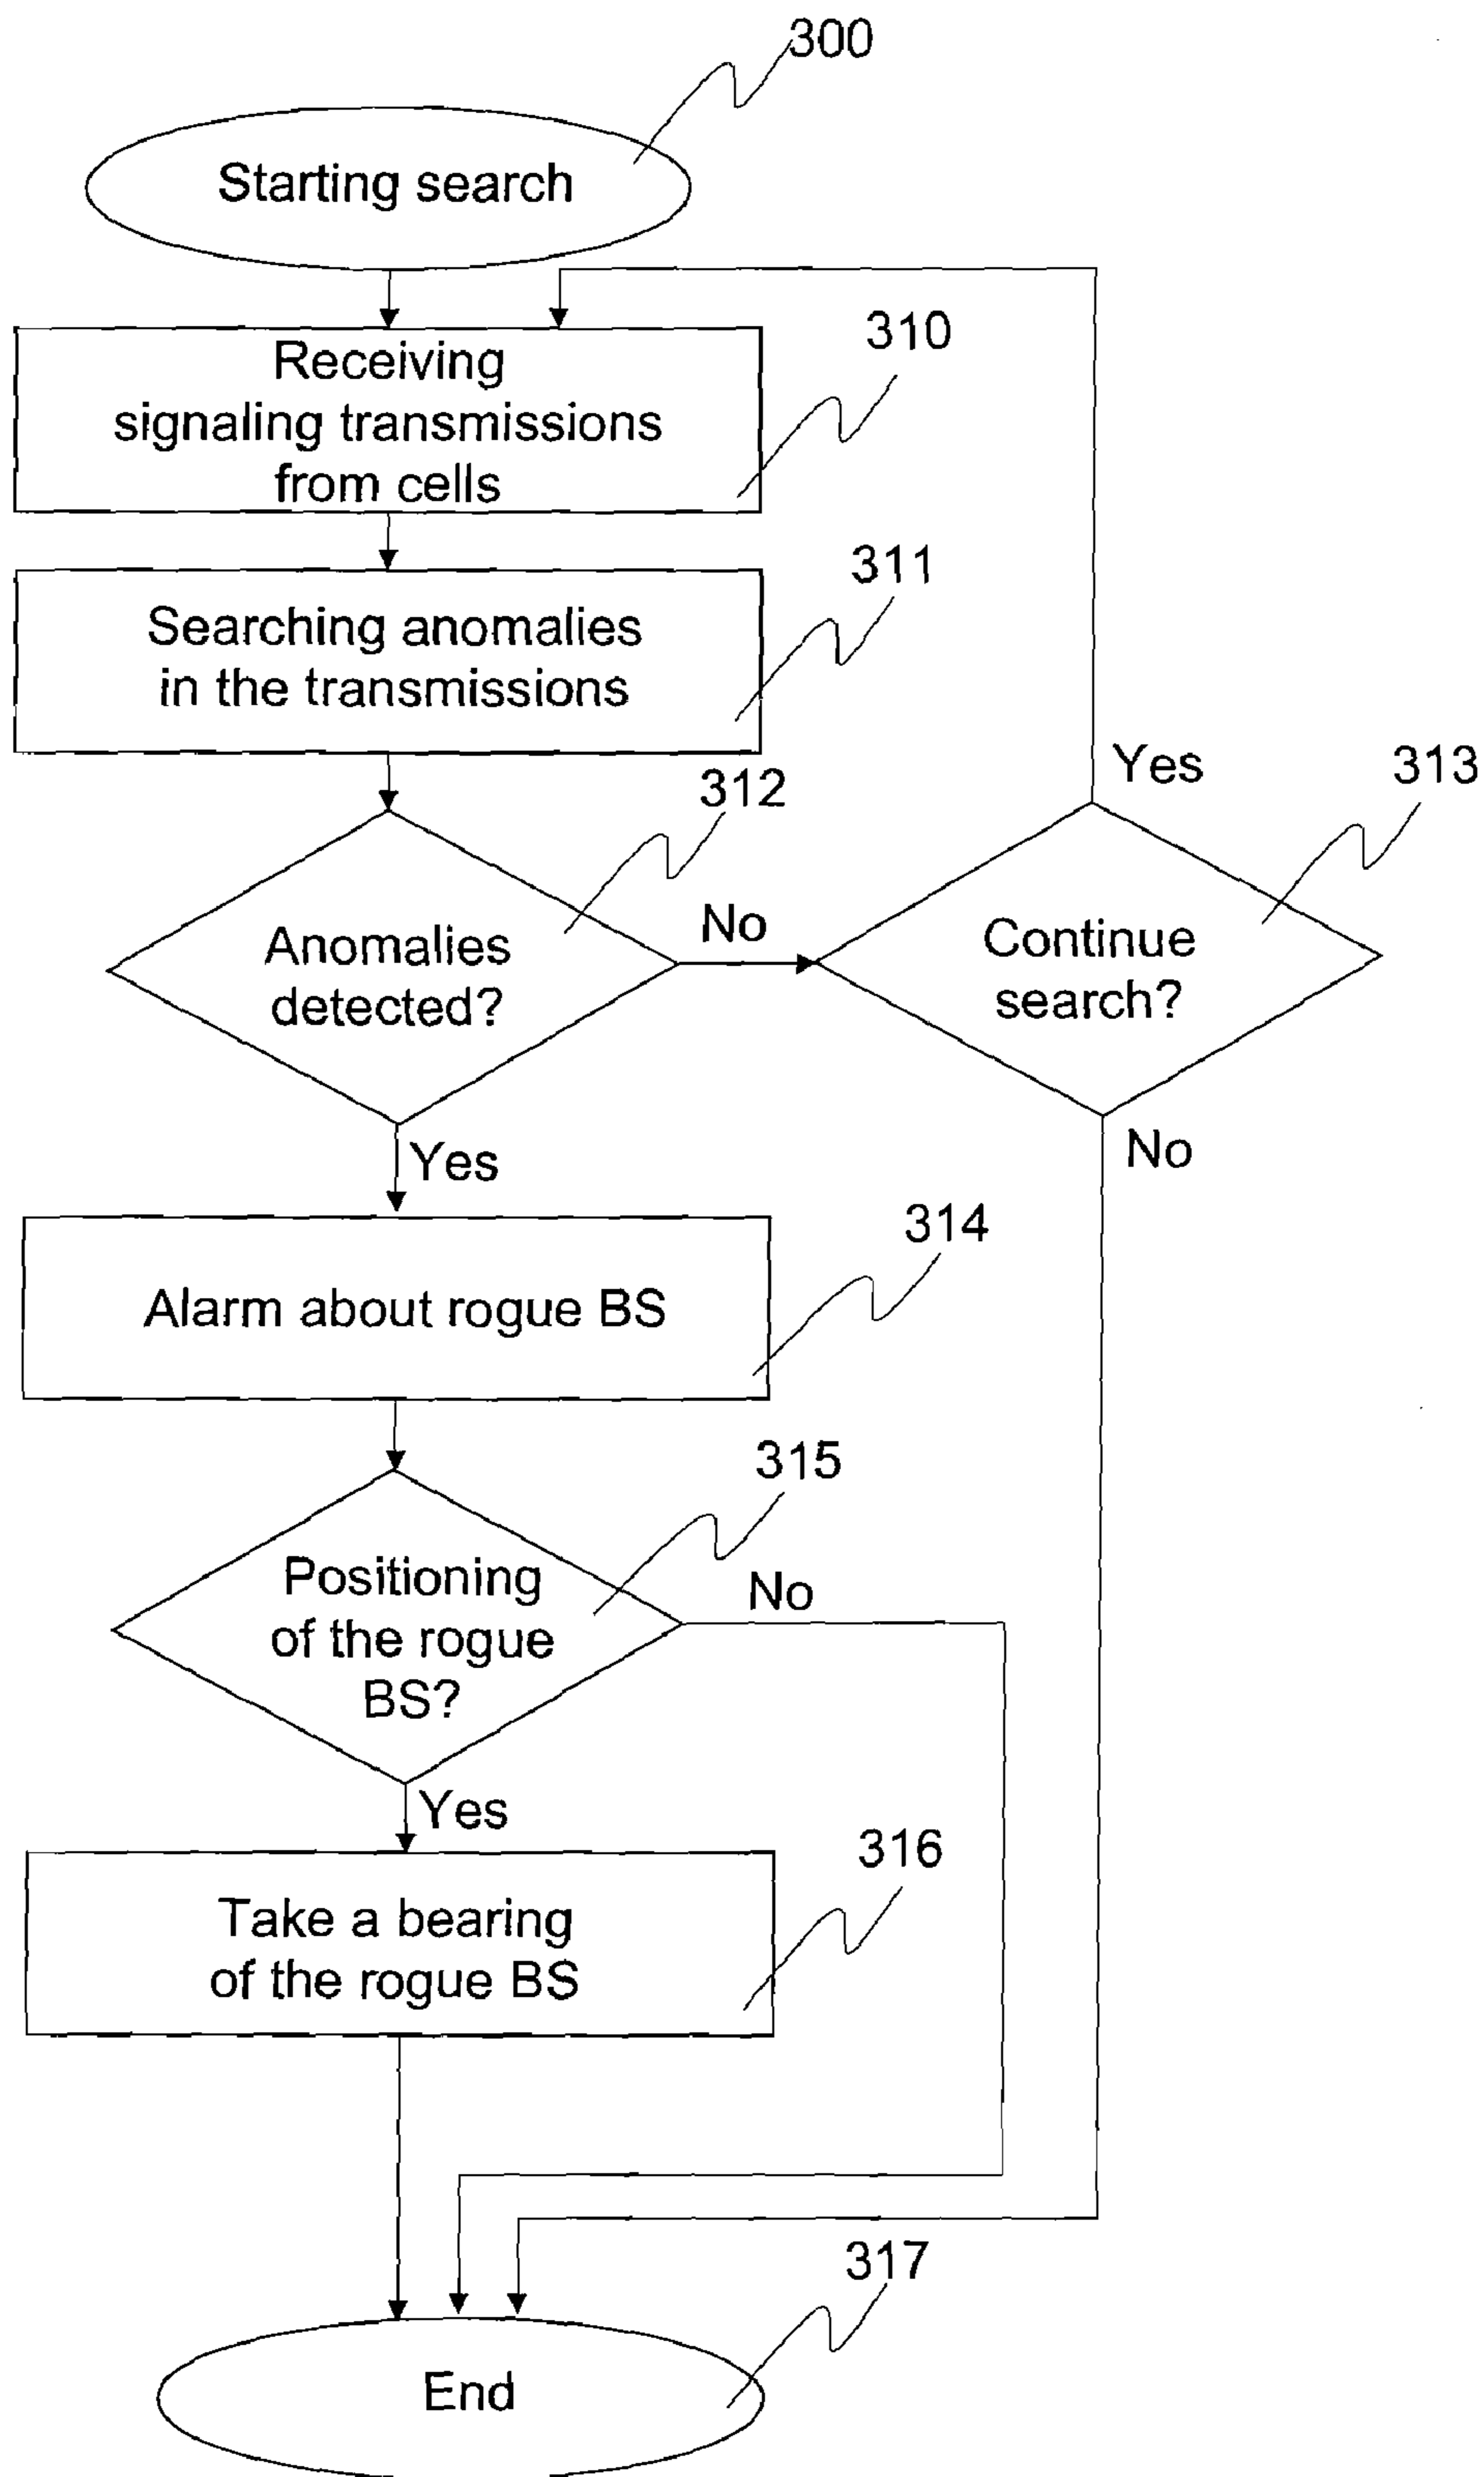 300
Starting search
310
Receiving
signaling transmissions
from cells
311
Searching anomalies
in the transmissions
312
Yes
313
Anomalies
detected?
No
Continue
search?
Yes
No
314
Alarm about rogue BS
315
Positioning
of the rogue
BS?
No
Yes
316
Take a bearing
of the rogue BS
317
End